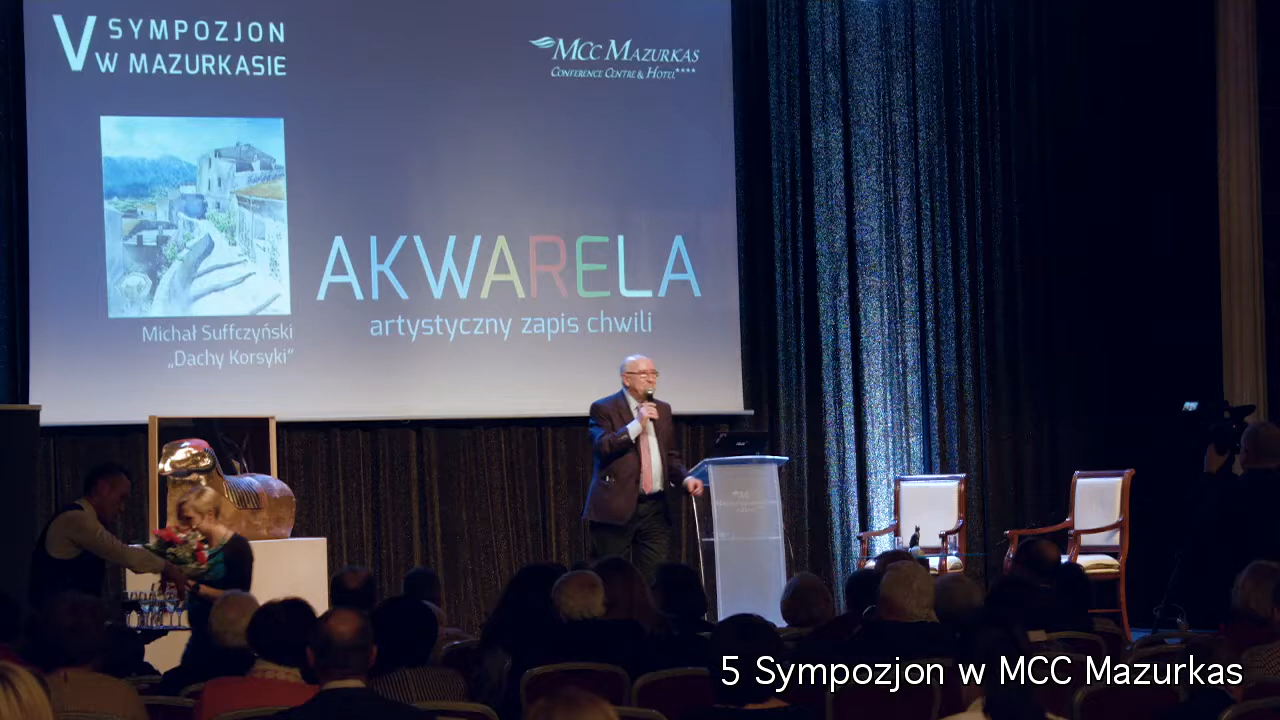 V SYMPOZJON
W MAZURKASIE
MCC MAZURKAS
CONFERENCE CENTRE & HOTEL****
AKWARELA
artystyczny zapis chwili
Michał Suffczyński
„Dachy Korsyki”
5 Sympozjon w MCC Mazurkas